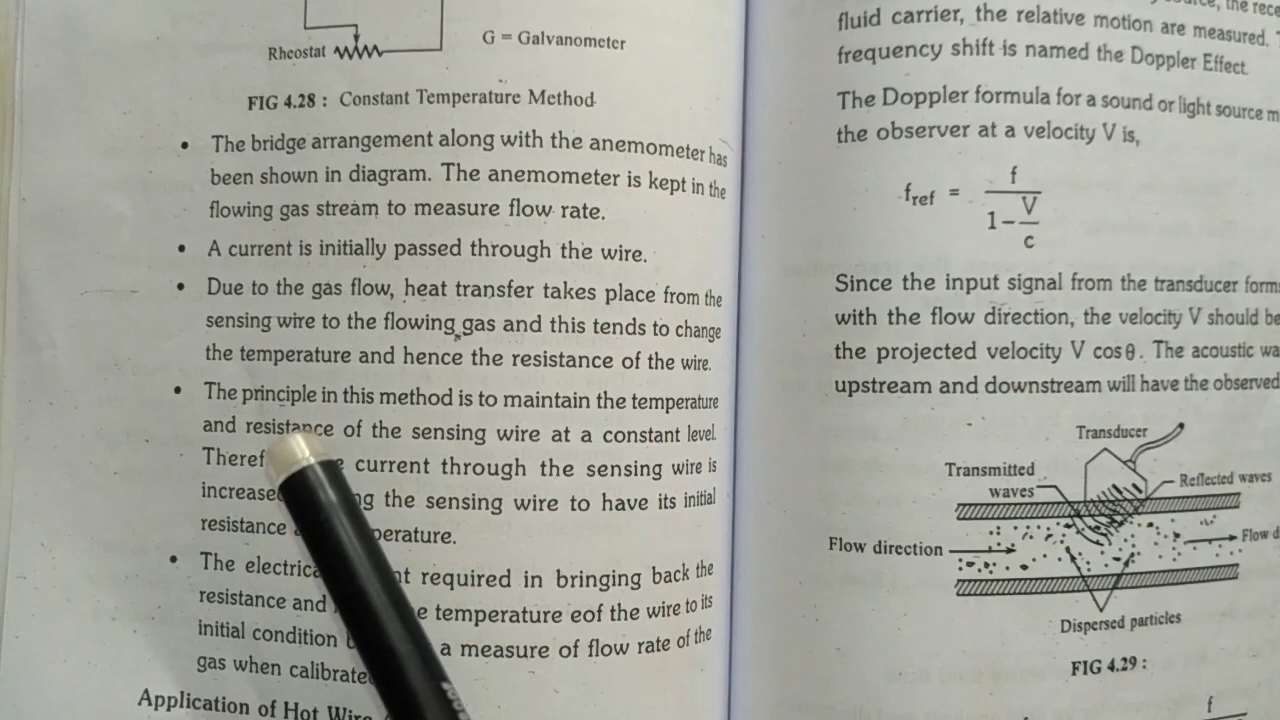 Rheostat
G = Galvanometer
FIG 4.28 : Constant Temperature Method
• The bridge arrangement along with the anemometer has
been shown in diagram. The anemometer is kept in the
flowing gas stream to measure flow rate.
• A current is initially passed through the wire.
• Due to the gas flow, heat transfer takes place from the
sensing wire to the flowing gas and this tends to change
the temperature and hence the resistance of the wire.
• The principle in this method is to maintain the temperature
and resistance of the sensing wire at a constant level.
current through the sensing wire is
the sensing wire to have its initial
resistance
• The required in bringing back the
resistance and temperature eof the wire to its
initial condition a measure of flow rate of the
gas when
Application of Hot Wire
the
fluid carrier, the relative motion are measured.
frequency shift is named the Doppler Effect.
The Doppler formula for a sound or light source
the observer at a velocity V is,
fref = f
1 - V
c
Since the input signal from the transducer
with the flow direction, the velocity V should be
the projected velocity V cosθ. The acoustic
upstream and downstream will have the observed
Transducer
Transmitted
waves
Reflected waves
Flow direction
Flow
Dispersed particles
FIG 4.29 :
f